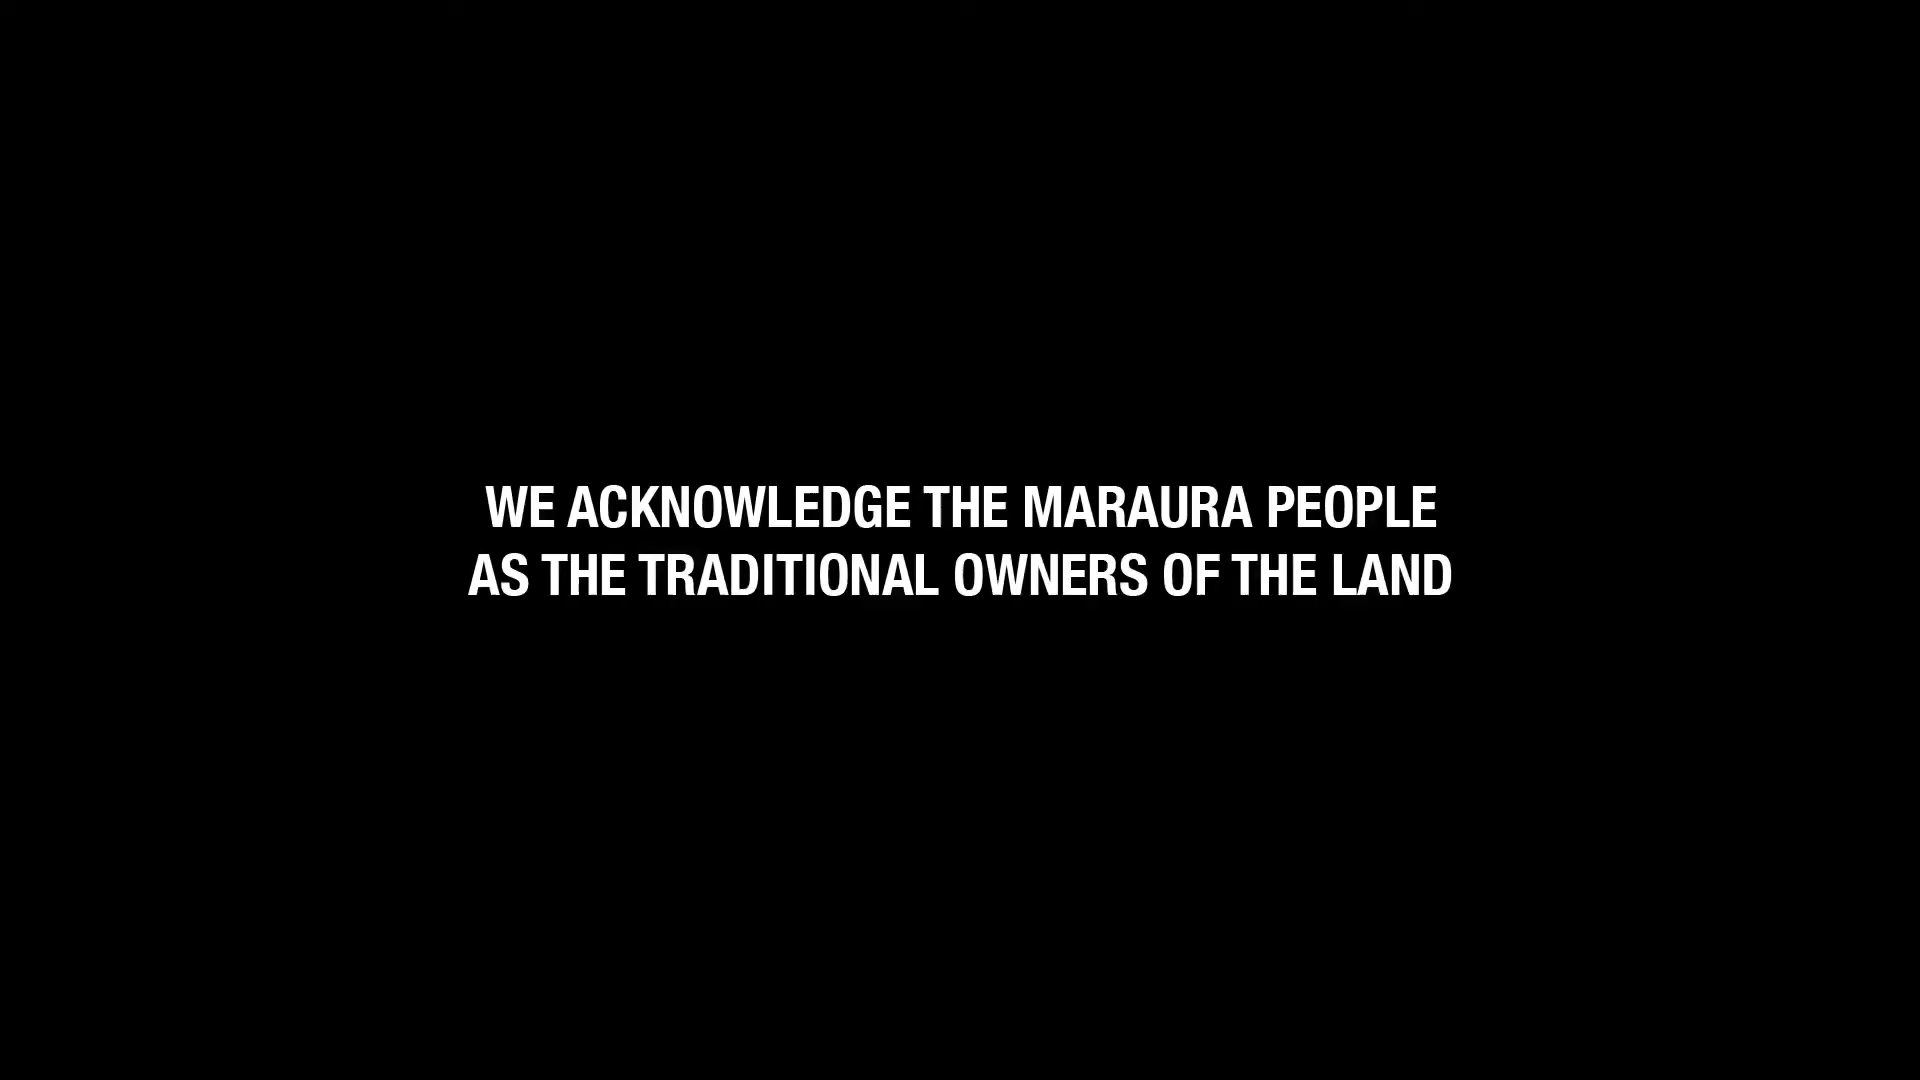 WE ACKNOWLEDGE THE MARAURA PEOPLE
AS THE TRADITIONAL OWNERS OF THE LAND